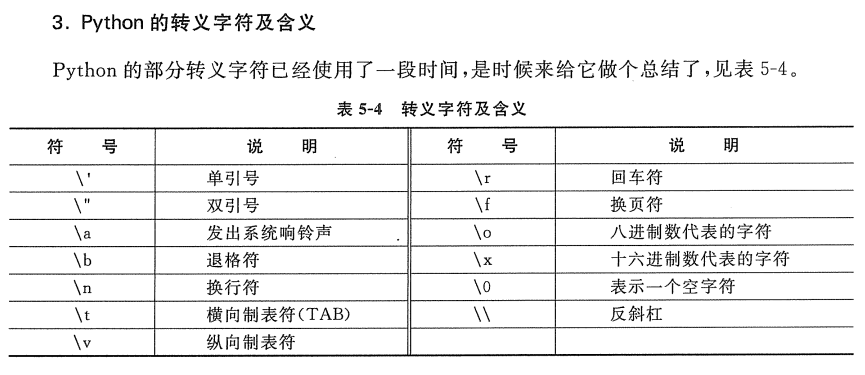 3. Python 的转义字符及含义
Python 的部分转义字符已经使用了一段时间,是时候来给它做个总结了,见表 5-4。
表 5-4 转义字符及含义
符 号 说 明 符 号 说 明
\' 单引号 \r 回车符
\" 双引号 \f 换页符
\a 发出系统响铃声 \o 八进制数代表的字符
\b 退格符 \x 十六进制数代表的字符
\n 换行符 \0 表示一个空字符
\t 横向制表符(TAB) \\ 反斜杠
\v 纵向制表符